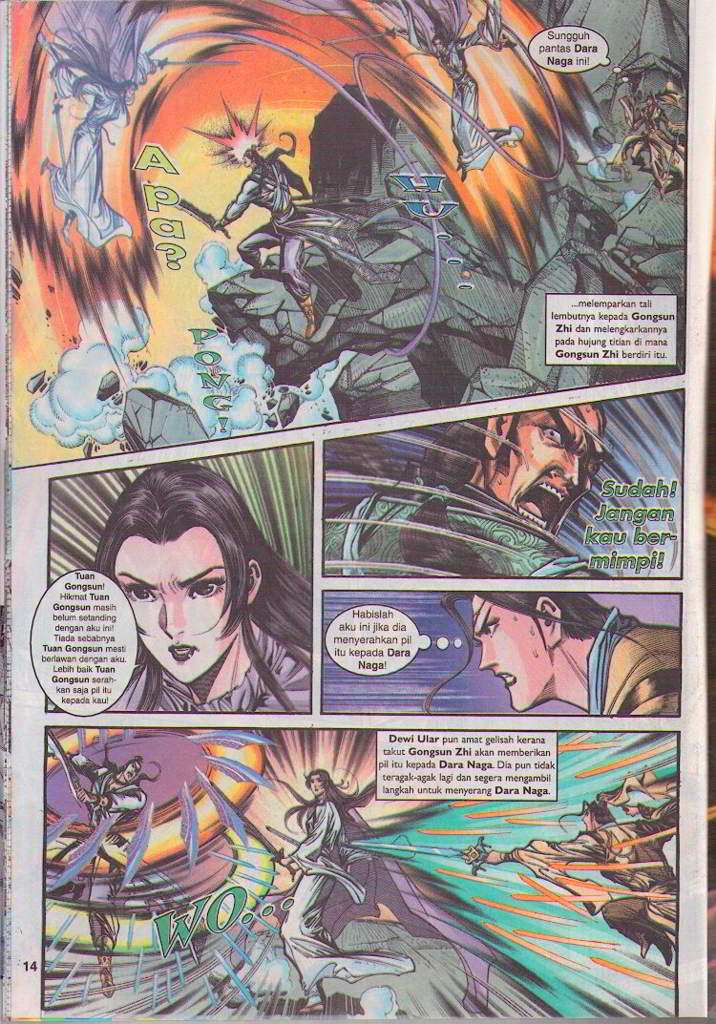 Sungguh
pantas Dara
Naga ini!
Apa?
HU...
PONG!
...melemparkan tali
lembutnya kepada Gongsun
Zhi dan melengkarkannya
pada hujung titian di mana
Gongsun Zhi berdiri itu.
Tuan
Gongsun!
Hikmat Tuan
Gongsun masih
belum setanding
dengan aku ini!
Tiada sebabnya
Tuan Gongsun mesti
berlawan dengan aku.
Lebih baik Tuan
Gongsun serah-
kan saja pil itu
kepada kau!
Sudah!
Jangan
kau ber-
mimpi!
Habislah
aku ini jika dia
menyerahkan pil
itu kepada Dara
Naga!
Dewi Ular pun amat gelisah kerana
takut Gongsun Zhi akan memberikan
pil itu kepada Dara Naga. Dia pun tidak
teragak-agak lagi dan segera mengambil
langkah untuk menyerang Dara Naga.
WO...
14